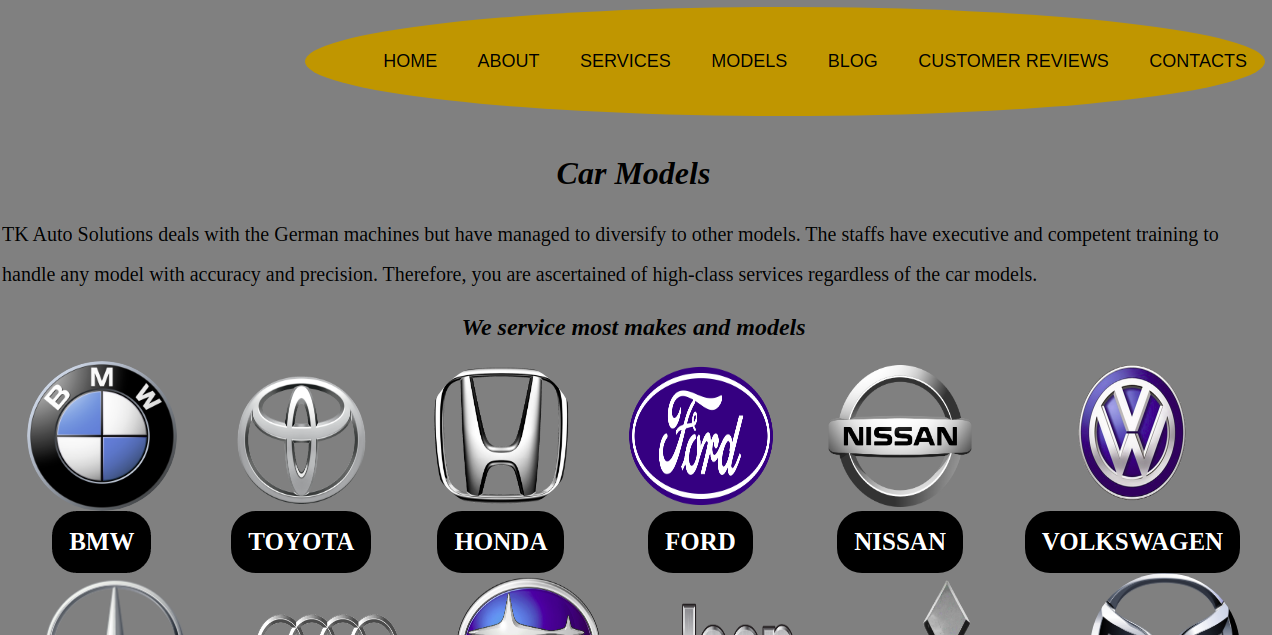 HOME ABOUT SERVICES MODELS BLOG CUSTOMER REVIEWS CONTACTS
Car Models
TK Auto Solutions deals with the German machines but have managed to diversify to other models. The staffs have executive and competent training to
handle any model with accuracy and precision. Therefore, you are ascertained of high-class services regardless of the car models.
We service most makes and models
BMW
Ford
NISSAN
BMW TOYOTA HONDA FORD NISSAN VOLKSWAGEN
Jeep